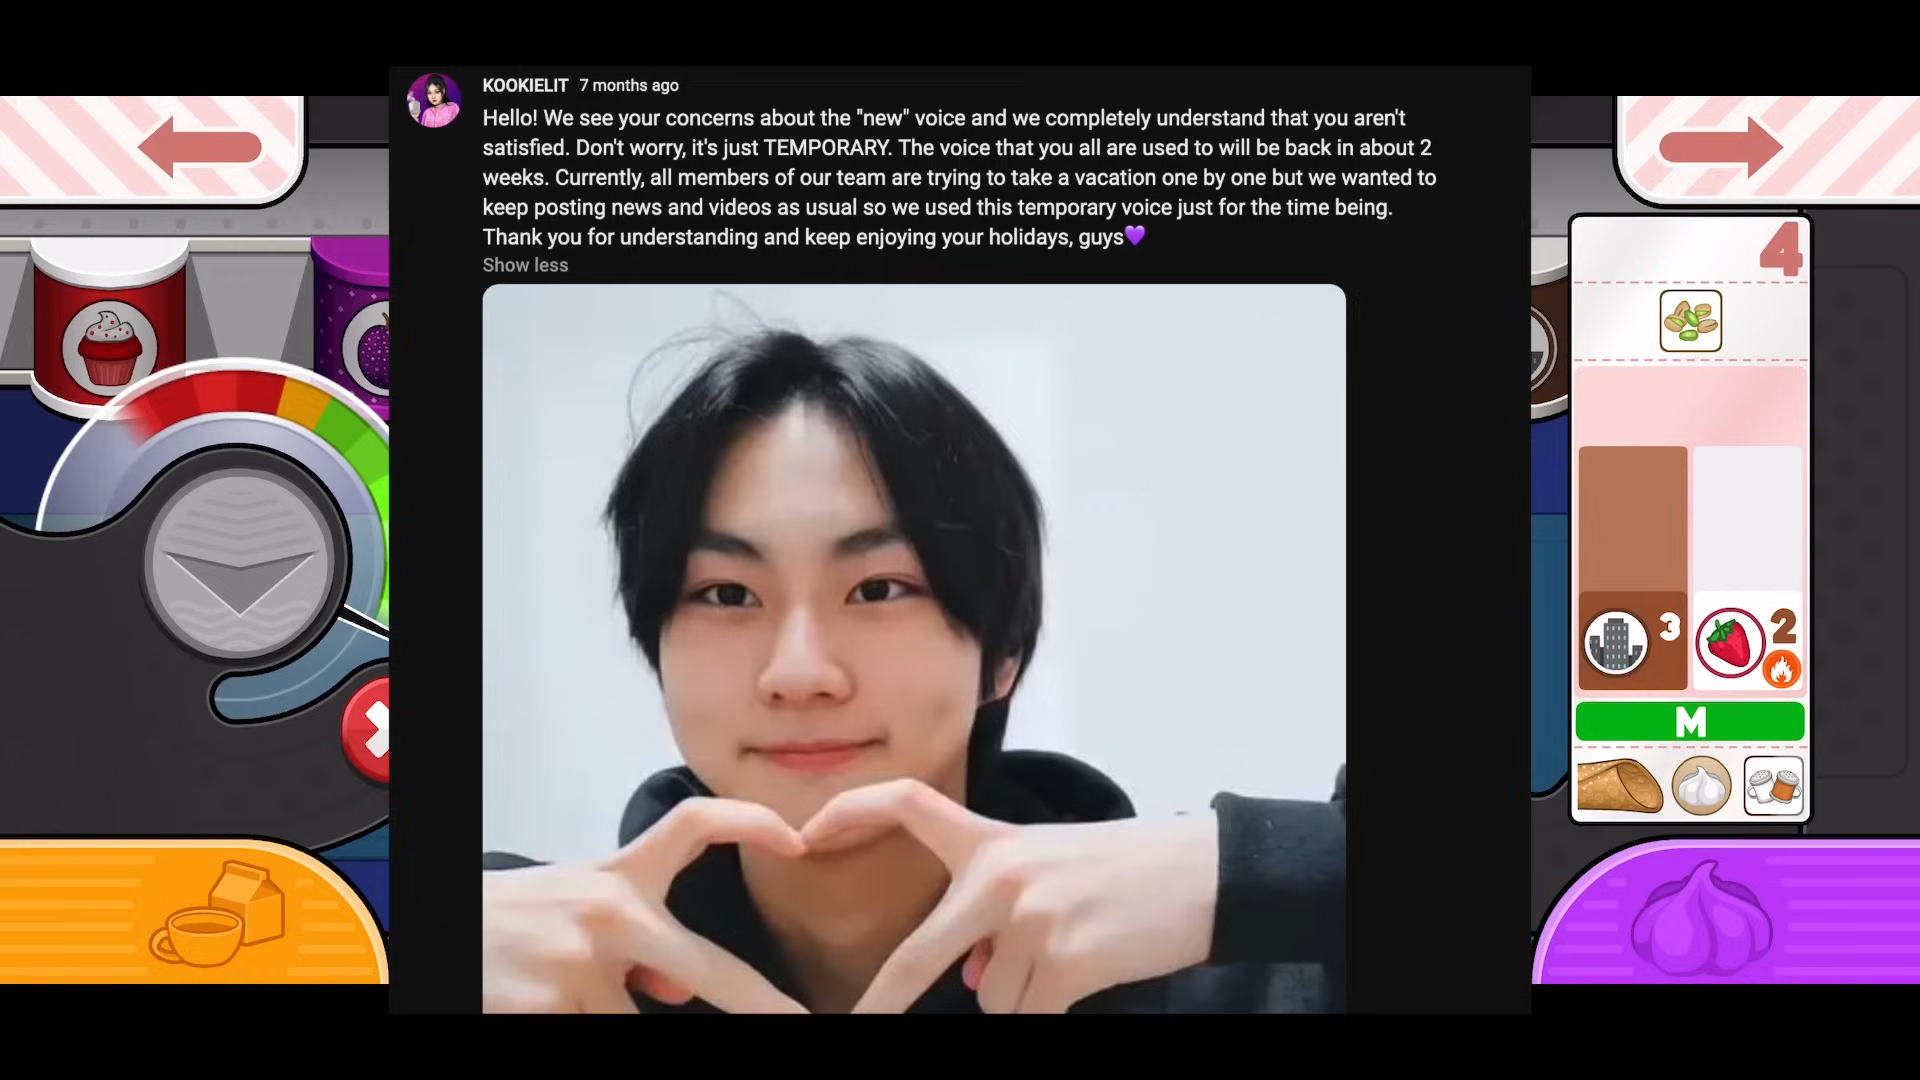 KOOKIELIT 7 months ago
Hello! We see your concerns about the "new" voice and we completely understand that you aren't
satisfied. Don't worry, it's just TEMPORARY. The voice that you all are used to will be back in about 2
weeks. Currently, all members of our team are trying to take a vacation one by one but we wanted to
keep posting news and videos as usual so we used this temporary voice just for the time being.
Thank you for understanding and keep enjoying your holidays, guys💜
Show less
4
3
2
M